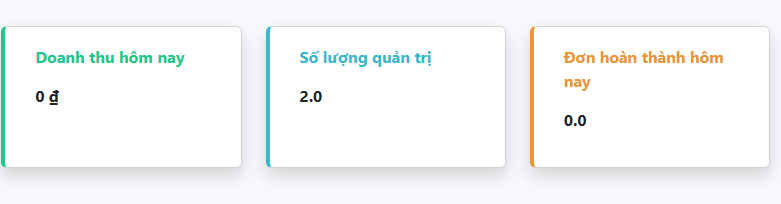 Doanh thu hôm nay
0 ₫
Số lượng quản trị
2.0
Đơn hoàn thành hôm
nay
0.0